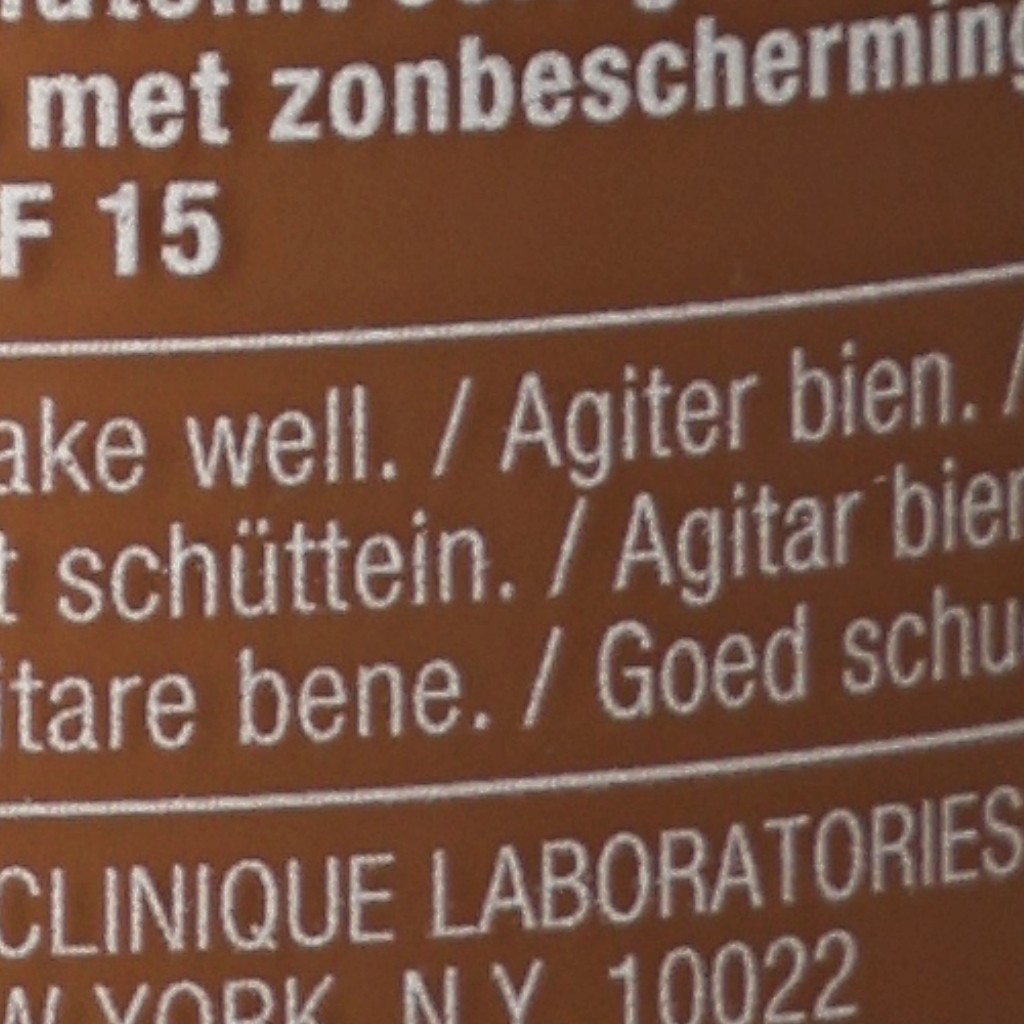 met zonbescherming
F 15
ake well. / Agiter bien. /
t schüttein. / Agitar bien
itare bene. / Goed schu
CLINIQUE LABORATORIES
W YORK, N.Y. 10022